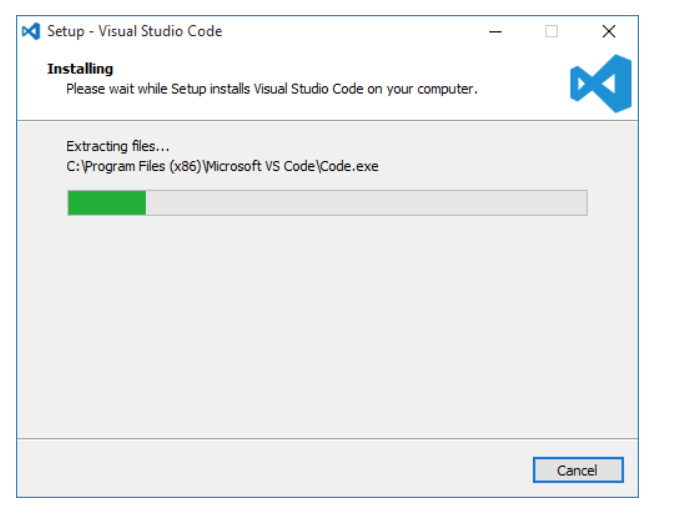 Setup - Visual Studio Code
Installing
Please wait while Setup installs Visual Studio Code on your computer.
Extracting files...
C:\Program Files (x86)\Microsoft VS Code\Code.exe
Cancel